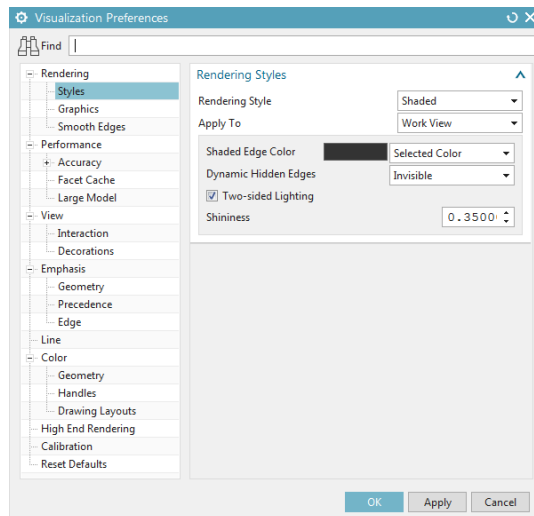 Visualization Preferences
Find
Rendering
Styles
Graphics
Smooth Edges
Performance
Accuracy
Facet Cache
Large Model
View
Interaction
Decorations
Emphasis
Geometry
Precedence
Edge
Line
Color
Geometry
Handles
Drawing Layouts
High End Rendering
Calibration
Reset Defaults
Rendering Styles
Rendering Style Shaded
Apply To Work View
Shaded Edge Color Selected Color
Dynamic Hidden Edges Invisible
Two-sided Lighting
Shininess 0.3500
OK Apply Cancel